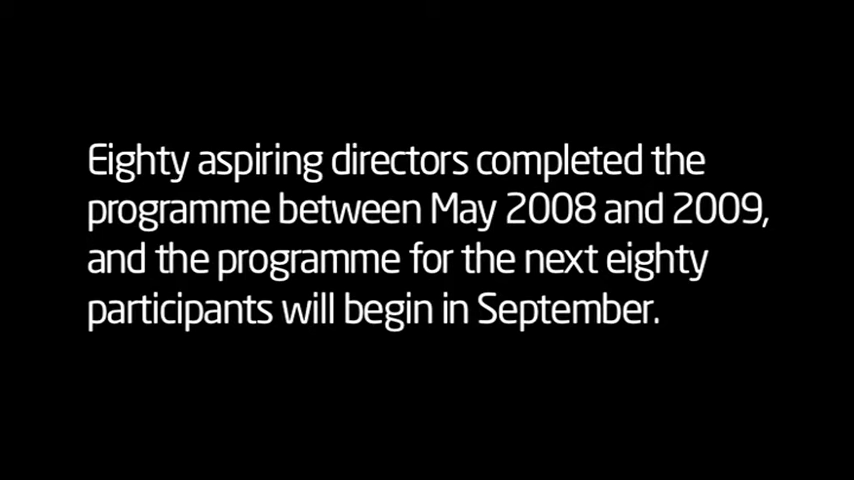 Eighty aspiring directors completed the
programme between May 2008 and 2009,
and the programme for the next eighty
participants will begin in September.